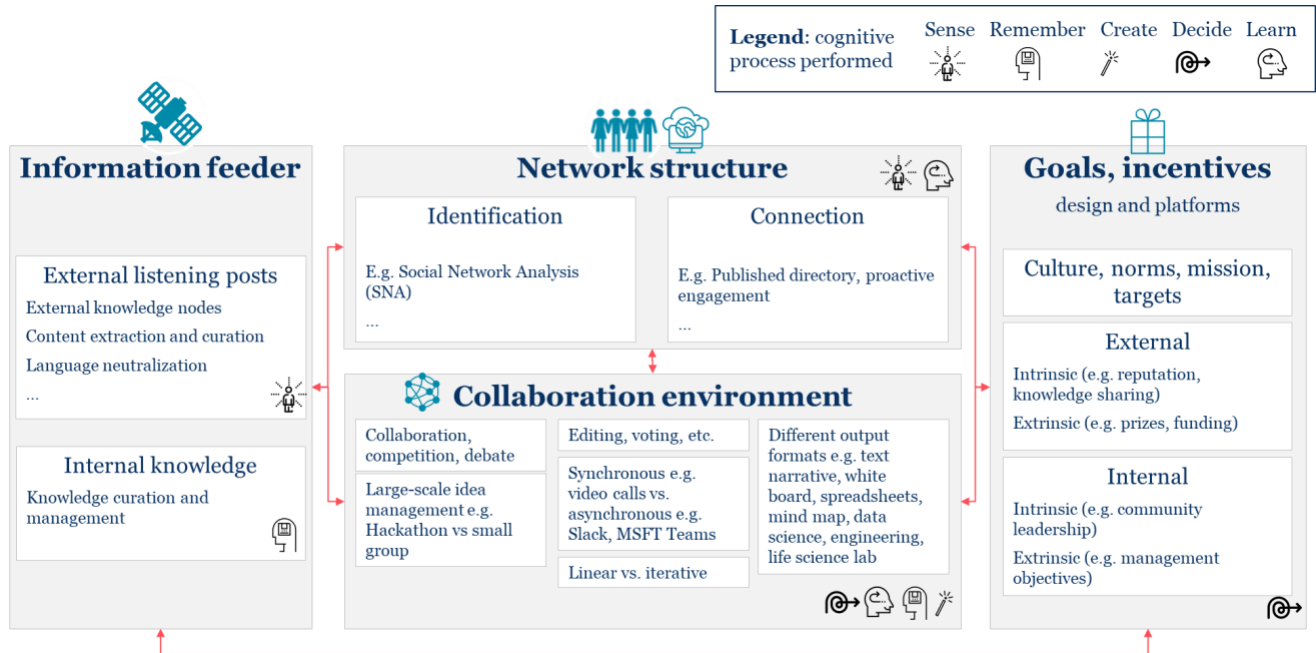 Legend: cognitive
process performed
Sense
Remember
Create
Decide
Learn
Information feeder
External listening posts
External knowledge nodes
Content extraction and curation
Language neutralization
...
Internal knowledge
Knowledge curation and
management
Network structure
Identification
E.g. Social Network Analysis
(SNA)
...
Connection
E.g. Published directory, proactive
engagement
...
Collaboration environment
Collaboration,
competition, debate
Large-scale idea
management e.g.
Hackathon vs small
group
Editing, voting, etc.
Synchronous e.g.
video calls vs.
asynchronous e.g.
Slack, MSFT Teams
Linear vs. iterative
Different output
formats e.g. text
narrative, white
board, spreadsheets,
mind map, data
science, engineering,
life science lab
Goals, incentives
design and platforms
Culture, norms, mission,
targets
External
Intrinsic (e.g. reputation,
knowledge sharing)
Extrinsic (e.g. prizes, funding)
Internal
Intrinsic (e.g. community
leadership)
Extrinsic (e.g. management
objectives)